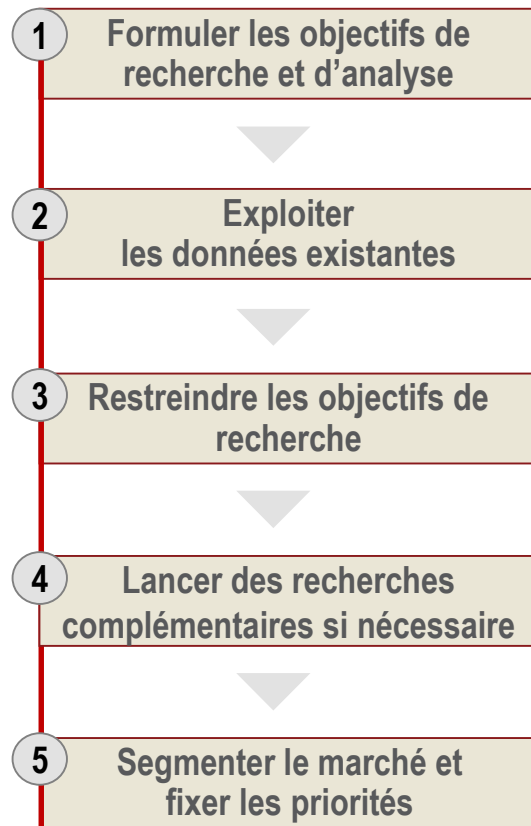 1
Formuler les objectifs de
recherche et d’analyse
2
Exploiter
les données existantes
3
Restreindre les objectifs de
recherche
4
Lancer des recherches
complémentaires si nécessaire
5
Segmenter le marché et
fixer les priorités